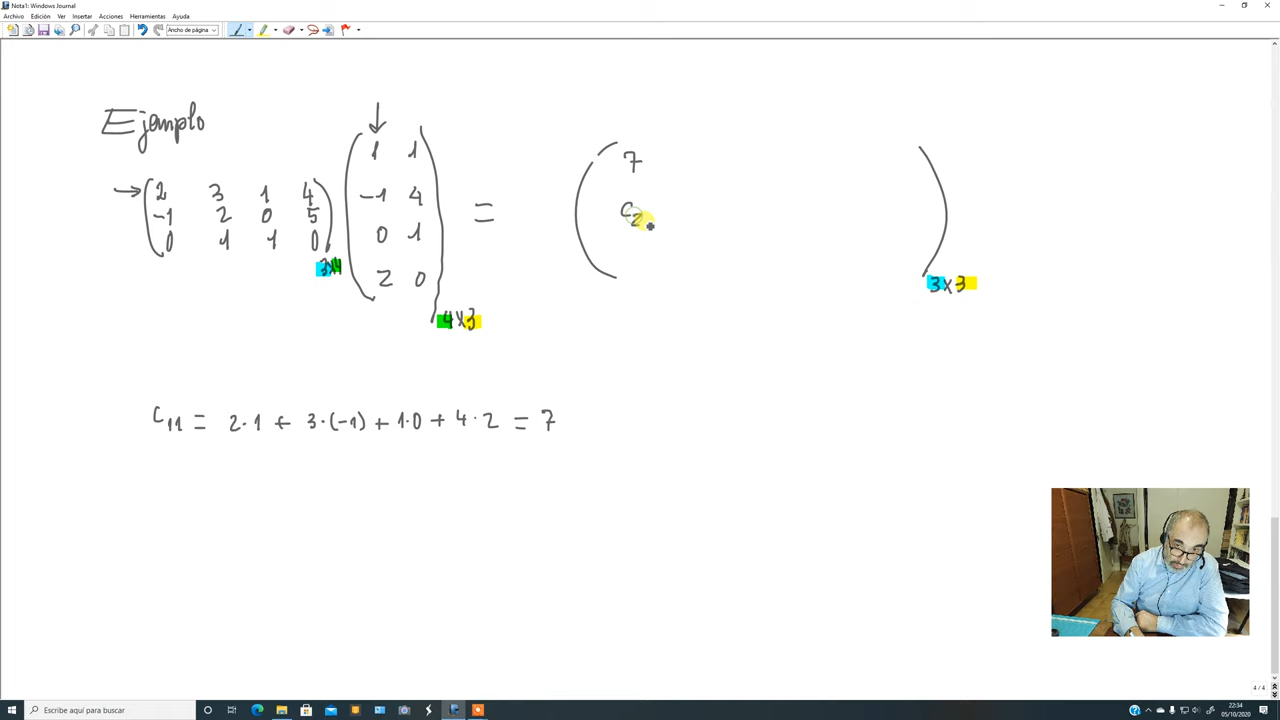 Nota1: Windows Journal
Archivo Edición Ver Insertar Acciones Herramientas Ayuda
Ancho de página
Ejemplo
2 3 1 4
-1 2 0 5
0 1 1 0
3x4
1 1
-1 4
0 1
2 0
4x3
=
7
C2
3x3
C11 = 2·1 + 3·(-1) + 1·0 + 4·2 = 7
4 / 4
Escribe aquí para buscar
22:34
05/10/2020